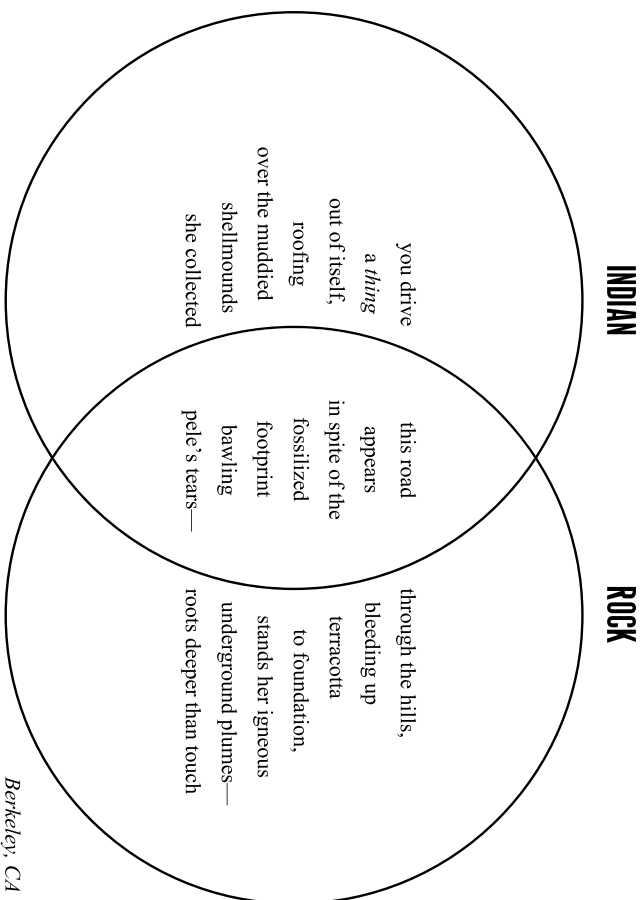 INDIAN ROCK
you drive this road through the hills,
a thing appears bleeding up
out of itself, in spite of the terracotta
roofing fossilized to foundation,
over the muddied footprint stands her igneous
shellmounds bawling underground plumes—
she collected pele’s tears— roots deeper than touch
Berkeley, CA